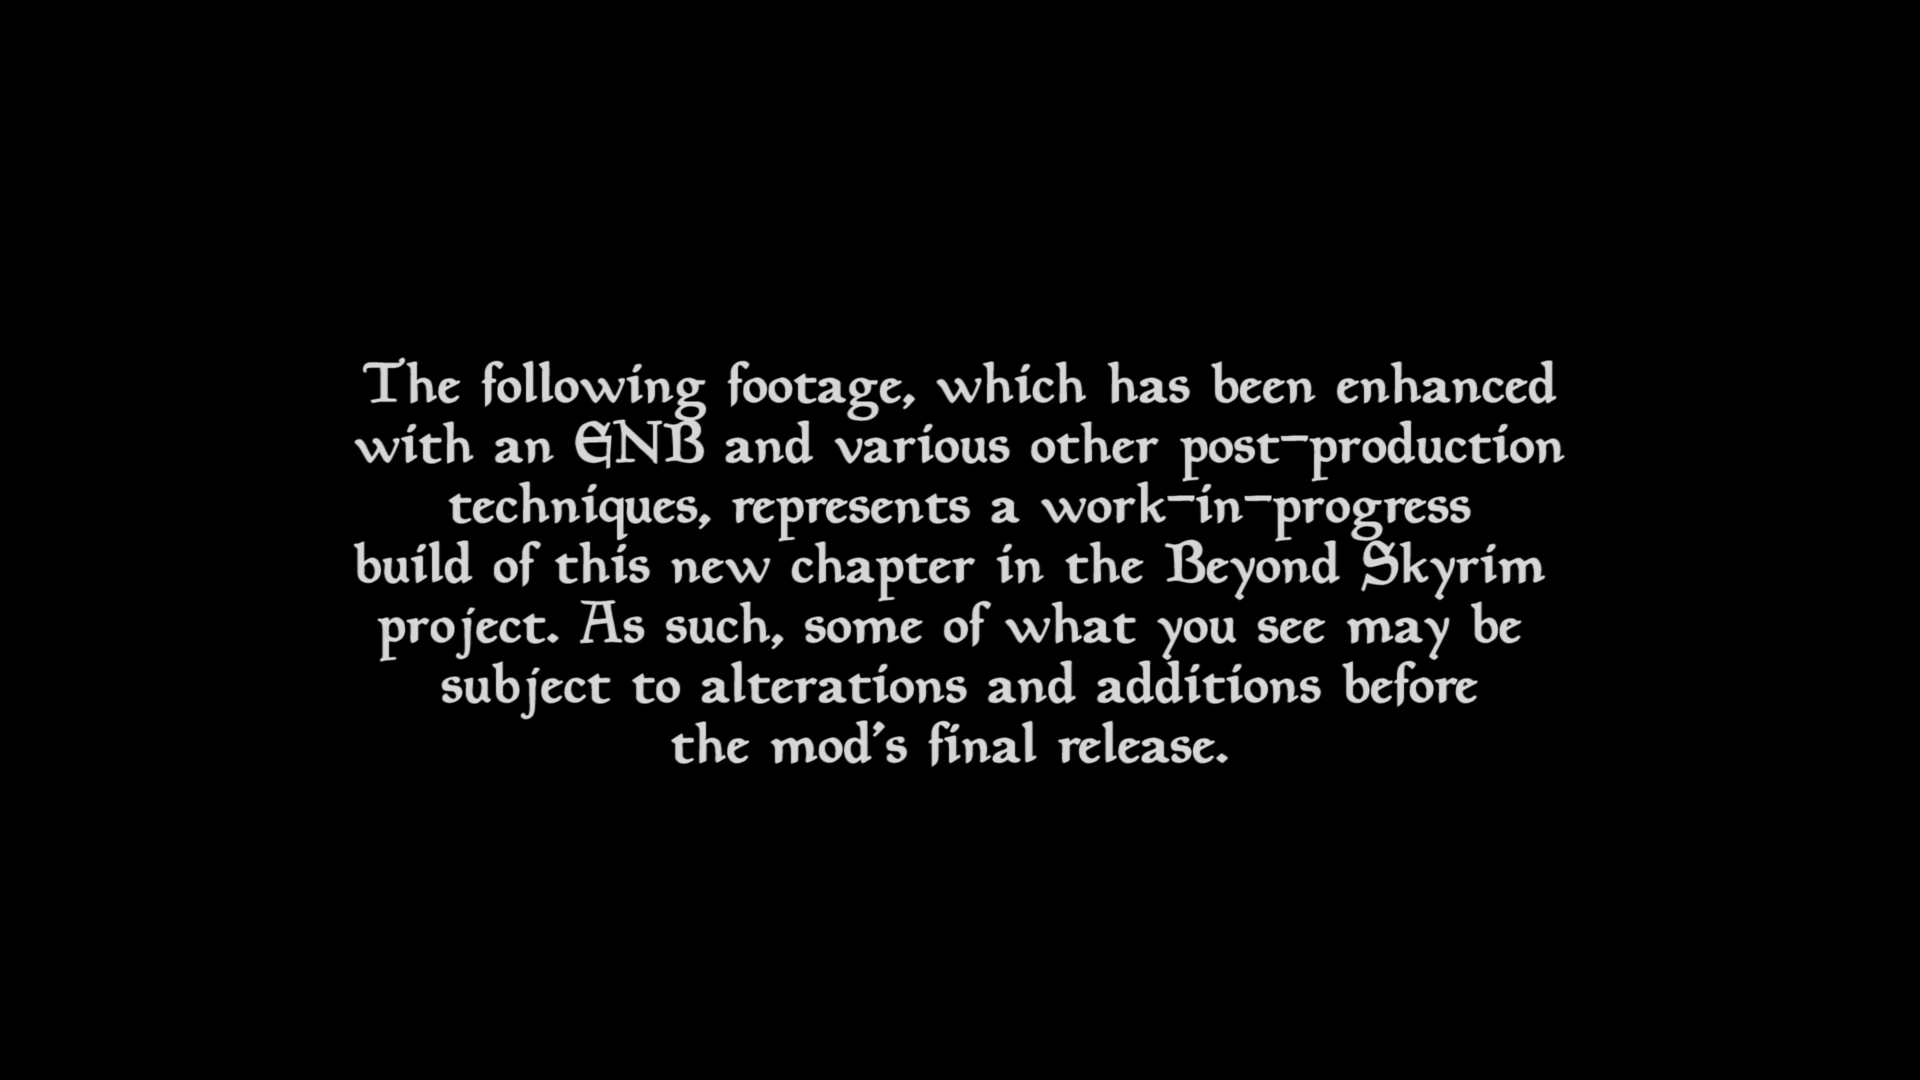 The following footage, which has been enhanced
with an ENB and various other post-production
techniques, represents a work-in-progress
build of this new chapter in the Beyond Skyrim
project. As such, some of what you see may be
subject to alterations and additions before
the mod's final release.